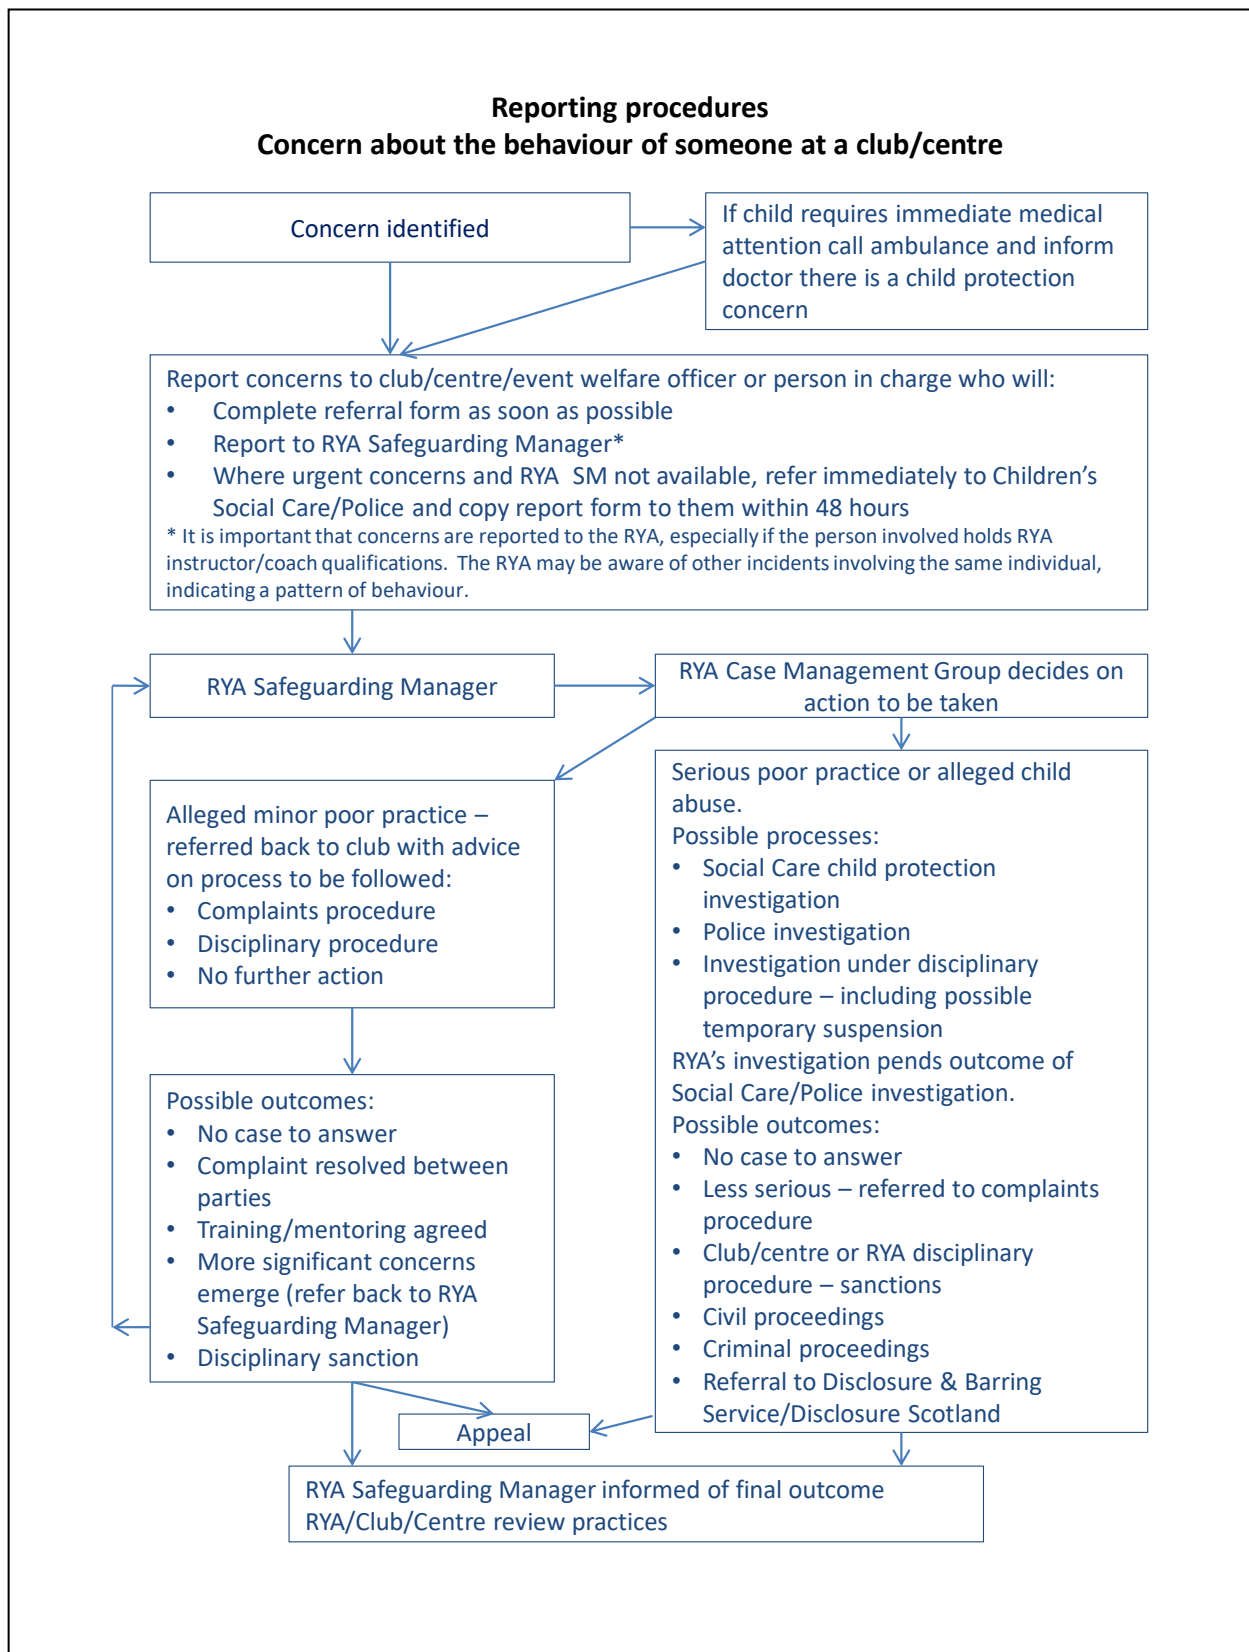 Reporting procedures
Concern about the behaviour of someone at a club/centre
Concern identified
If child requires immediate medical
attention call ambulance and inform
doctor there is a child protection
concern
Report concerns to club/centre/event welfare officer or person in charge who will:
• Complete referral form as soon as possible
• Report to RYA Safeguarding Manager*
• Where urgent concerns and RYA SM not available, refer immediately to Children's
Social Care/Police and copy report form to them within 48 hours
* It is important that concerns are reported to the RYA, especially if the person involved holds RYA
instructor/coach qualifications. The RYA may be aware of other incidents involving the same individual,
indicating a pattern of behaviour.
RYA Safeguarding Manager
RYA Case Management Group decides on
action to be taken
Alleged minor poor practice –
referred back to club with advice
on process to be followed:
• Complaints procedure
• Disciplinary procedure
• No further action
Serious poor practice or alleged child
abuse.
Possible processes:
• Social Care child protection
investigation
• Police investigation
• Investigation under disciplinary
procedure – including possible
temporary suspension
RYA's investigation pends outcome of
Social Care/Police investigation.
Possible outcomes:
• No case to answer
• Less serious – referred to complaints
procedure
• Club/centre or RYA disciplinary
procedure – sanctions
• Civil proceedings
• Criminal proceedings
• Referral to Disclosure & Barring
Service/Disclosure Scotland
Possible outcomes:
• No case to answer
• Complaint resolved between
parties
• Training/mentoring agreed
• More significant concerns
emerge (refer back to RYA
Safeguarding Manager)
• Disciplinary sanction
Appeal
RYA Safeguarding Manager informed of final outcome
RYA/Club/Centre review practices